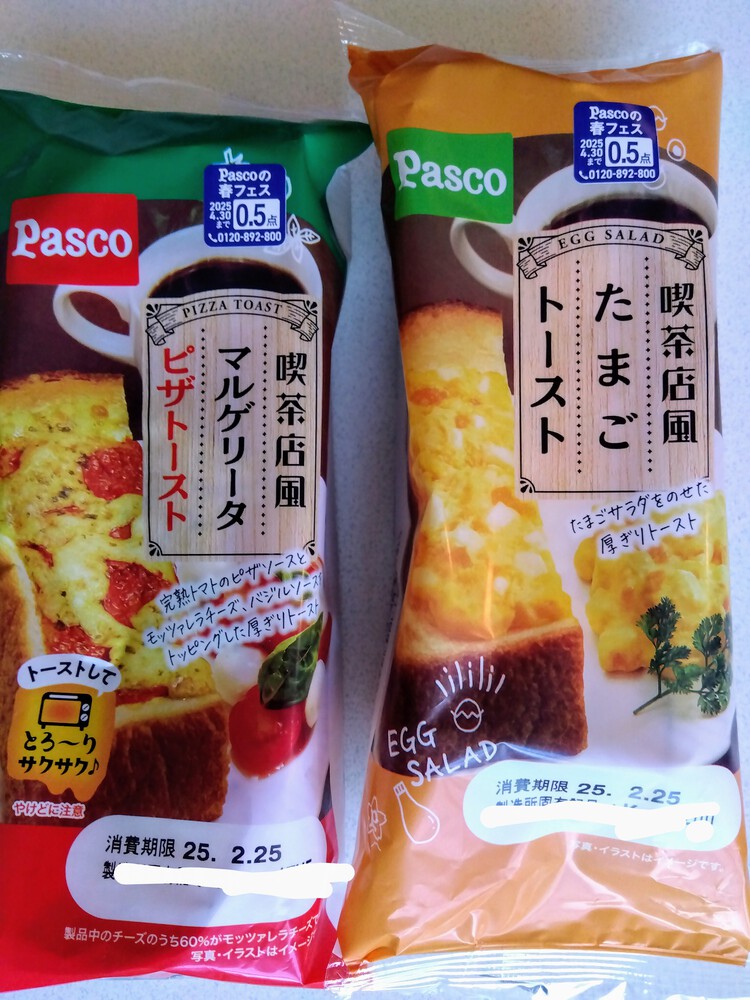 Pasco
Pascoの
春フェス
2025
4.30
まで
0.5点
0120-892-800
PIZZA TOAST
喫茶店風
マルゲリータ
ピザトースト
完熟トマトのピザソースと
モッツァレラチーズ、バジルソースを
トッピングした厚ぎりトースト
トーストして
とろ〜り
サクサク♪
やけどに注意
消費期限 25. 2.25
製
製品中のチーズのうち60%がモッツァレラチーズで
写真・イラストはイメージ
Pasco
Pascoの
春フェス
2025
4.30
まで
0.5点
0120-892-800
EGG SALAD
喫茶店風
たまご
トースト
たまごサラダをのせた
厚ぎりトースト
EGG
SALAD
消費期限 25. 2.25
製造所固有記号
写真・イラストはイメージです。